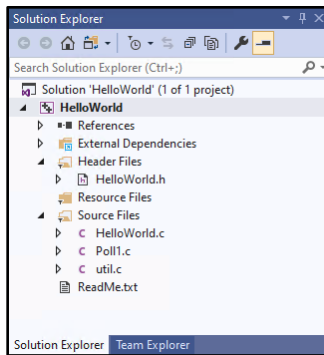 Solution Explorer
Search Solution Explorer (Ctrl+;)
Solution 'HelloWorld' (1 of 1 project)
HelloWorld
References
External Dependencies
Header Files
HelloWorld.h
Resource Files
Source Files
HelloWorld.c
Poll1.c
util.c
ReadMe.txt
Solution Explorer Team Explorer